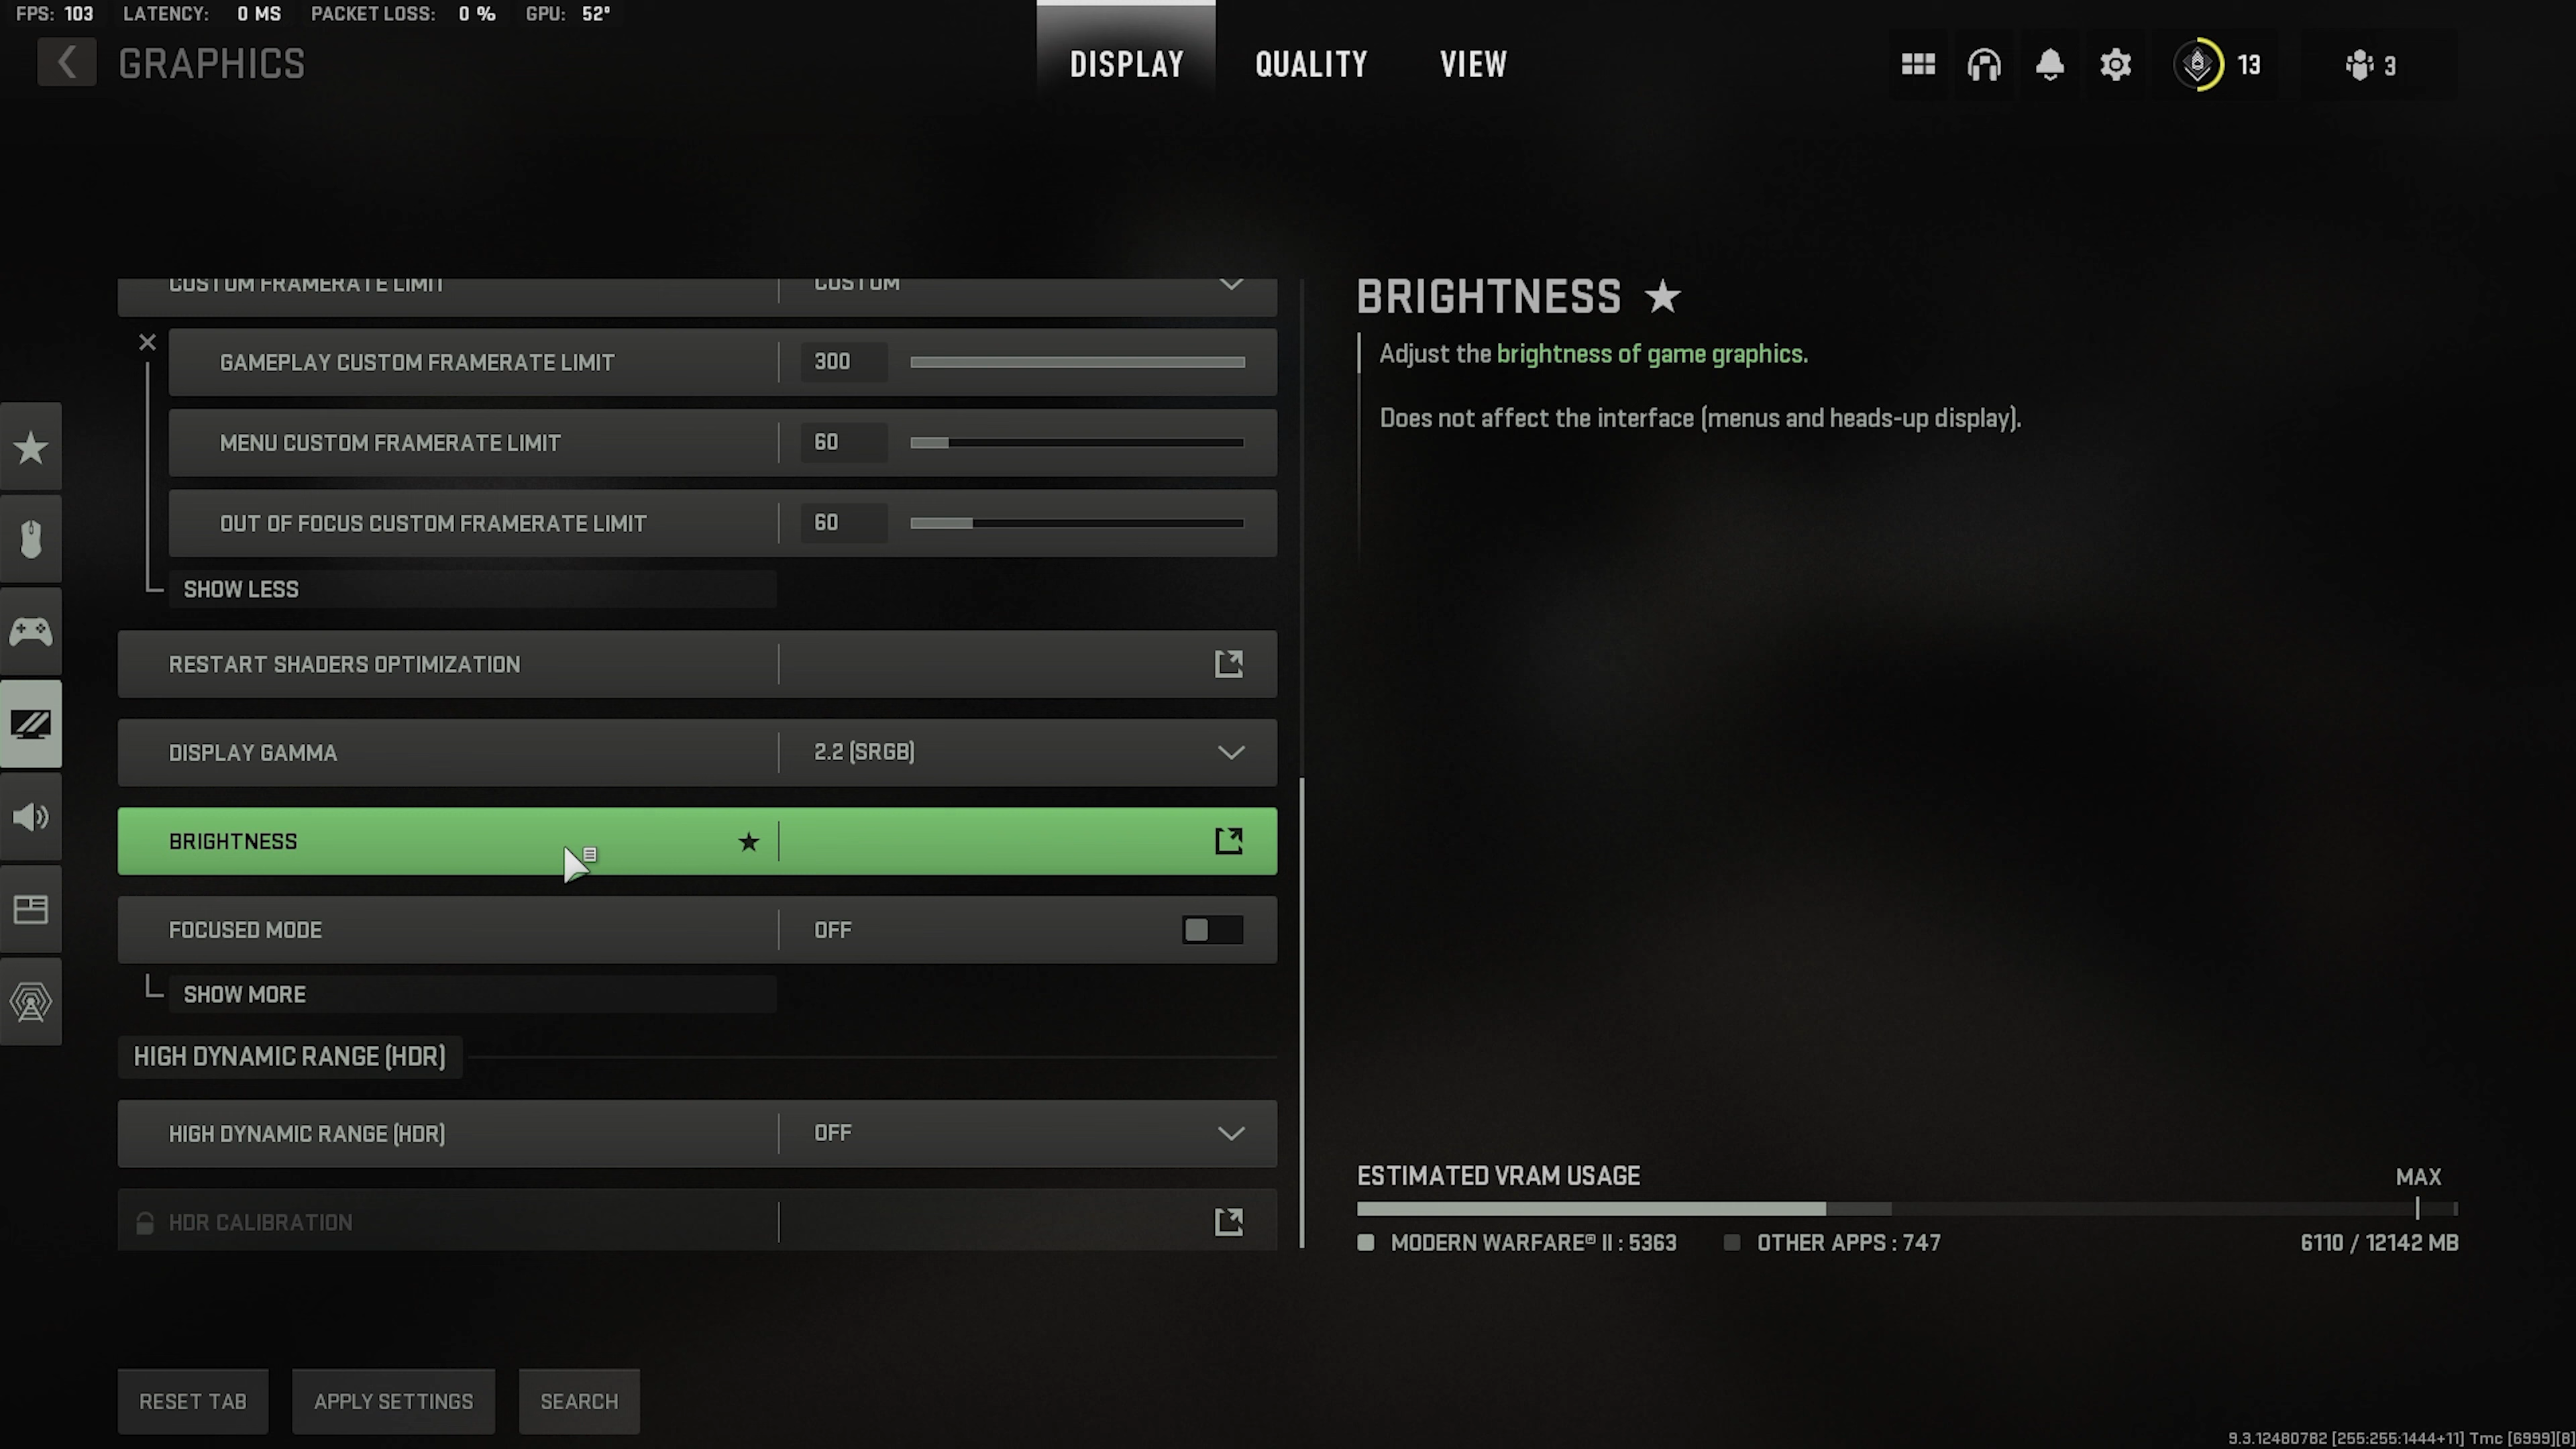 FPS: 103 LATENCY: 0 MS PACKET LOSS: 0 % GPU: 52°
GRAPHICS
DISPLAY QUALITY VIEW
13
3
CUSTOM FRAMERATE LIMIT CUSTOM
GAMEPLAY CUSTOM FRAMERATE LIMIT 300
MENU CUSTOM FRAMERATE LIMIT 60
OUT OF FOCUS CUSTOM FRAMERATE LIMIT 60
SHOW LESS
RESTART SHADERS OPTIMIZATION
DISPLAY GAMMA 2.2 (SRGB)
BRIGHTNESS
FOCUSED MODE OFF
SHOW MORE
HIGH DYNAMIC RANGE (HDR)
HIGH DYNAMIC RANGE (HDR) OFF
HDR CALIBRATION
BRIGHTNESS
Adjust the brightness of game graphics.
Does not affect the interface (menus and heads-up display).
ESTIMATED VRAM USAGE MAX
MODERN WARFARE® II : 5363 OTHER APPS : 747 6110 / 12142 MB
RESET TAB APPLY SETTINGS SEARCH
9.3.12480782 [255:255:1444+11] Tmc [6999][8]